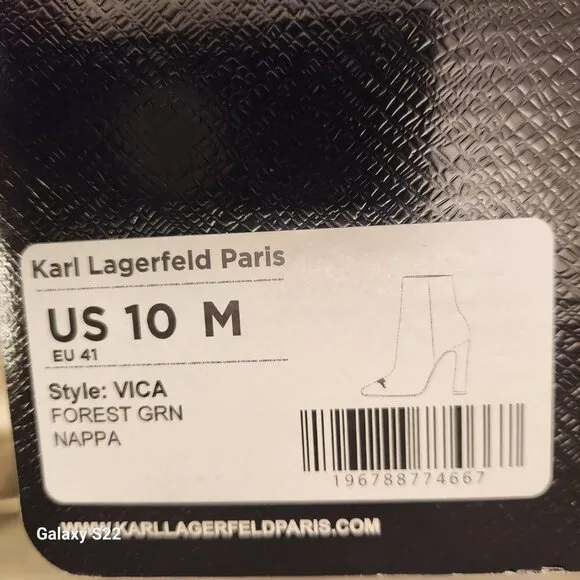 Karl Lagerfeld Paris
US 10 M
EU 41
Style: VICA
FOREST GRN
NAPPA
196788774667
WWW.KARLLAGERFELDPARIS.COM
Galaxy S22